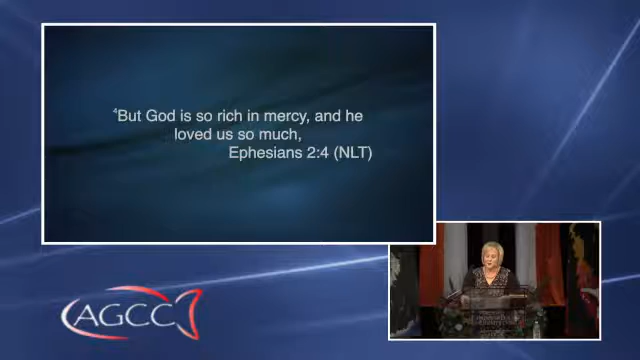 ⁴But God is so rich in mercy, and he
loved us so much,
Ephesians 2:4 (NLT)
AGCC